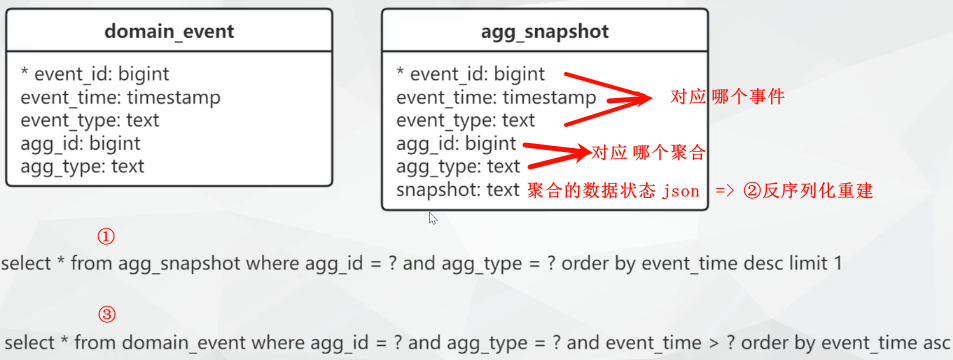 domain_event
* event_id: bigint
event_time: timestamp
event_type: text
agg_id: bigint
agg_type: text
agg_snapshot
* event_id: bigint
event_time: timestamp
event_type: text
对应 哪个事件
agg_id: bigint
agg_type: text
对应 哪个聚合
snapshot: text 聚合的数据状态 json => ②反序列化重建
①
select * from agg_snapshot where agg_id = ? and agg_type = ? order by event_time desc limit 1
③
select * from domain_event where agg_id = ? and agg_type = ? and event_time > ? order by event_time asc